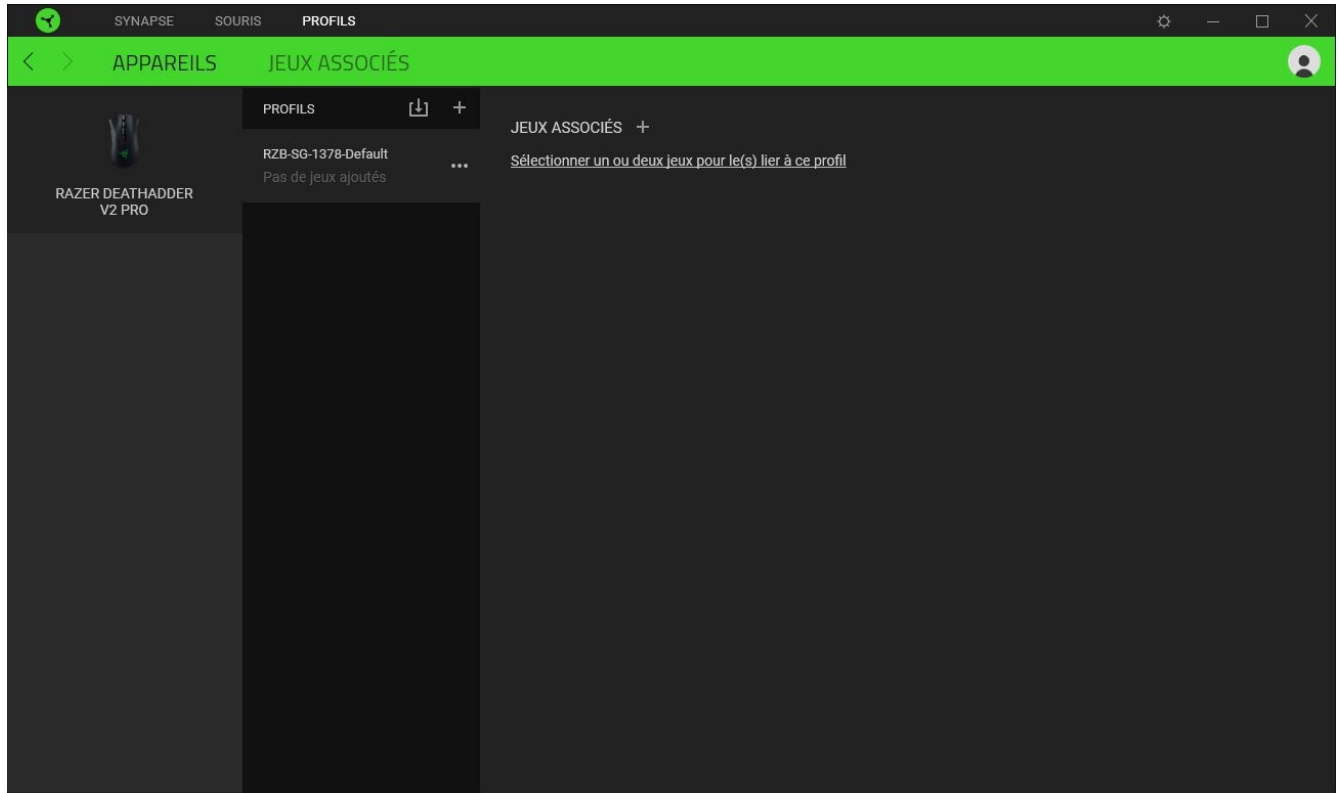 SYNAPSE SOURIS PROFILS
APPAREILS JEUX ASSOCIÉS
RAZER DEATHADDER
V2 PRO
PROFILS
RZB-SG-1378-Default
Pas de jeux ajoutés
JEUX ASSOCIÉS +
Sélectionner un ou deux jeux pour le(s) lier à ce profil